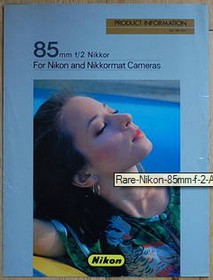 PRODUCT INFORMATION
85mm f/2 Nikkor
For Nikon and Nikkormat Cameras
Rare-Nikon-85mm-f-2-A
Nikon